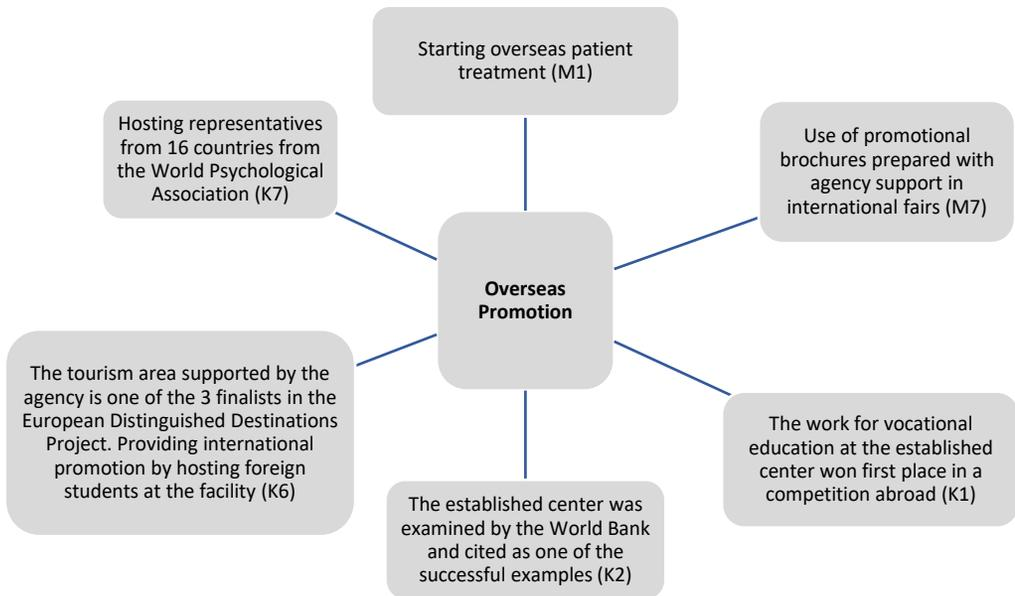 Starting overseas patient
treatment (M1)
Hosting representatives
from 16 countries from
the World Psychological
Association (K7)
Use of promotional
brochures prepared with
agency support in
international fairs (M7)
Overseas
Promotion
The tourism area supported by the
agency is one of the 3 finalists in the
European Distinguished Destinations
Project. Providing international
promotion by hosting foreign
students at the facility (K6)
The work for vocational
education at the established
center won first place in a
competition abroad (K1)
The established center was
examined by the World Bank
and cited as one of the
successful examples (K2)